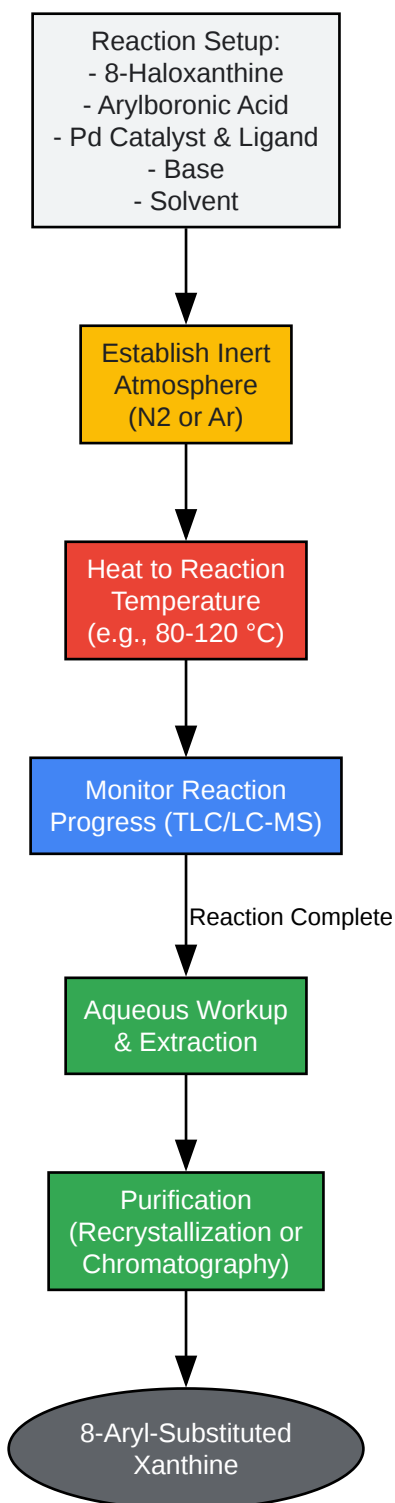 Reaction Setup:
- 8-Haloxanthine
- Arylboronic Acid
- Pd Catalyst & Ligand
- Base
- Solvent
Establish Inert
Atmosphere
(N2 or Ar)
Heat to Reaction
Temperature
(e.g., 80-120 °C)
Monitor Reaction
Progress (TLC/LC-MS)
Reaction Complete
Aqueous Workup
& Extraction
Purification
(Recrystallization or
Chromatography)
8-Aryl-Substituted
Xanthine